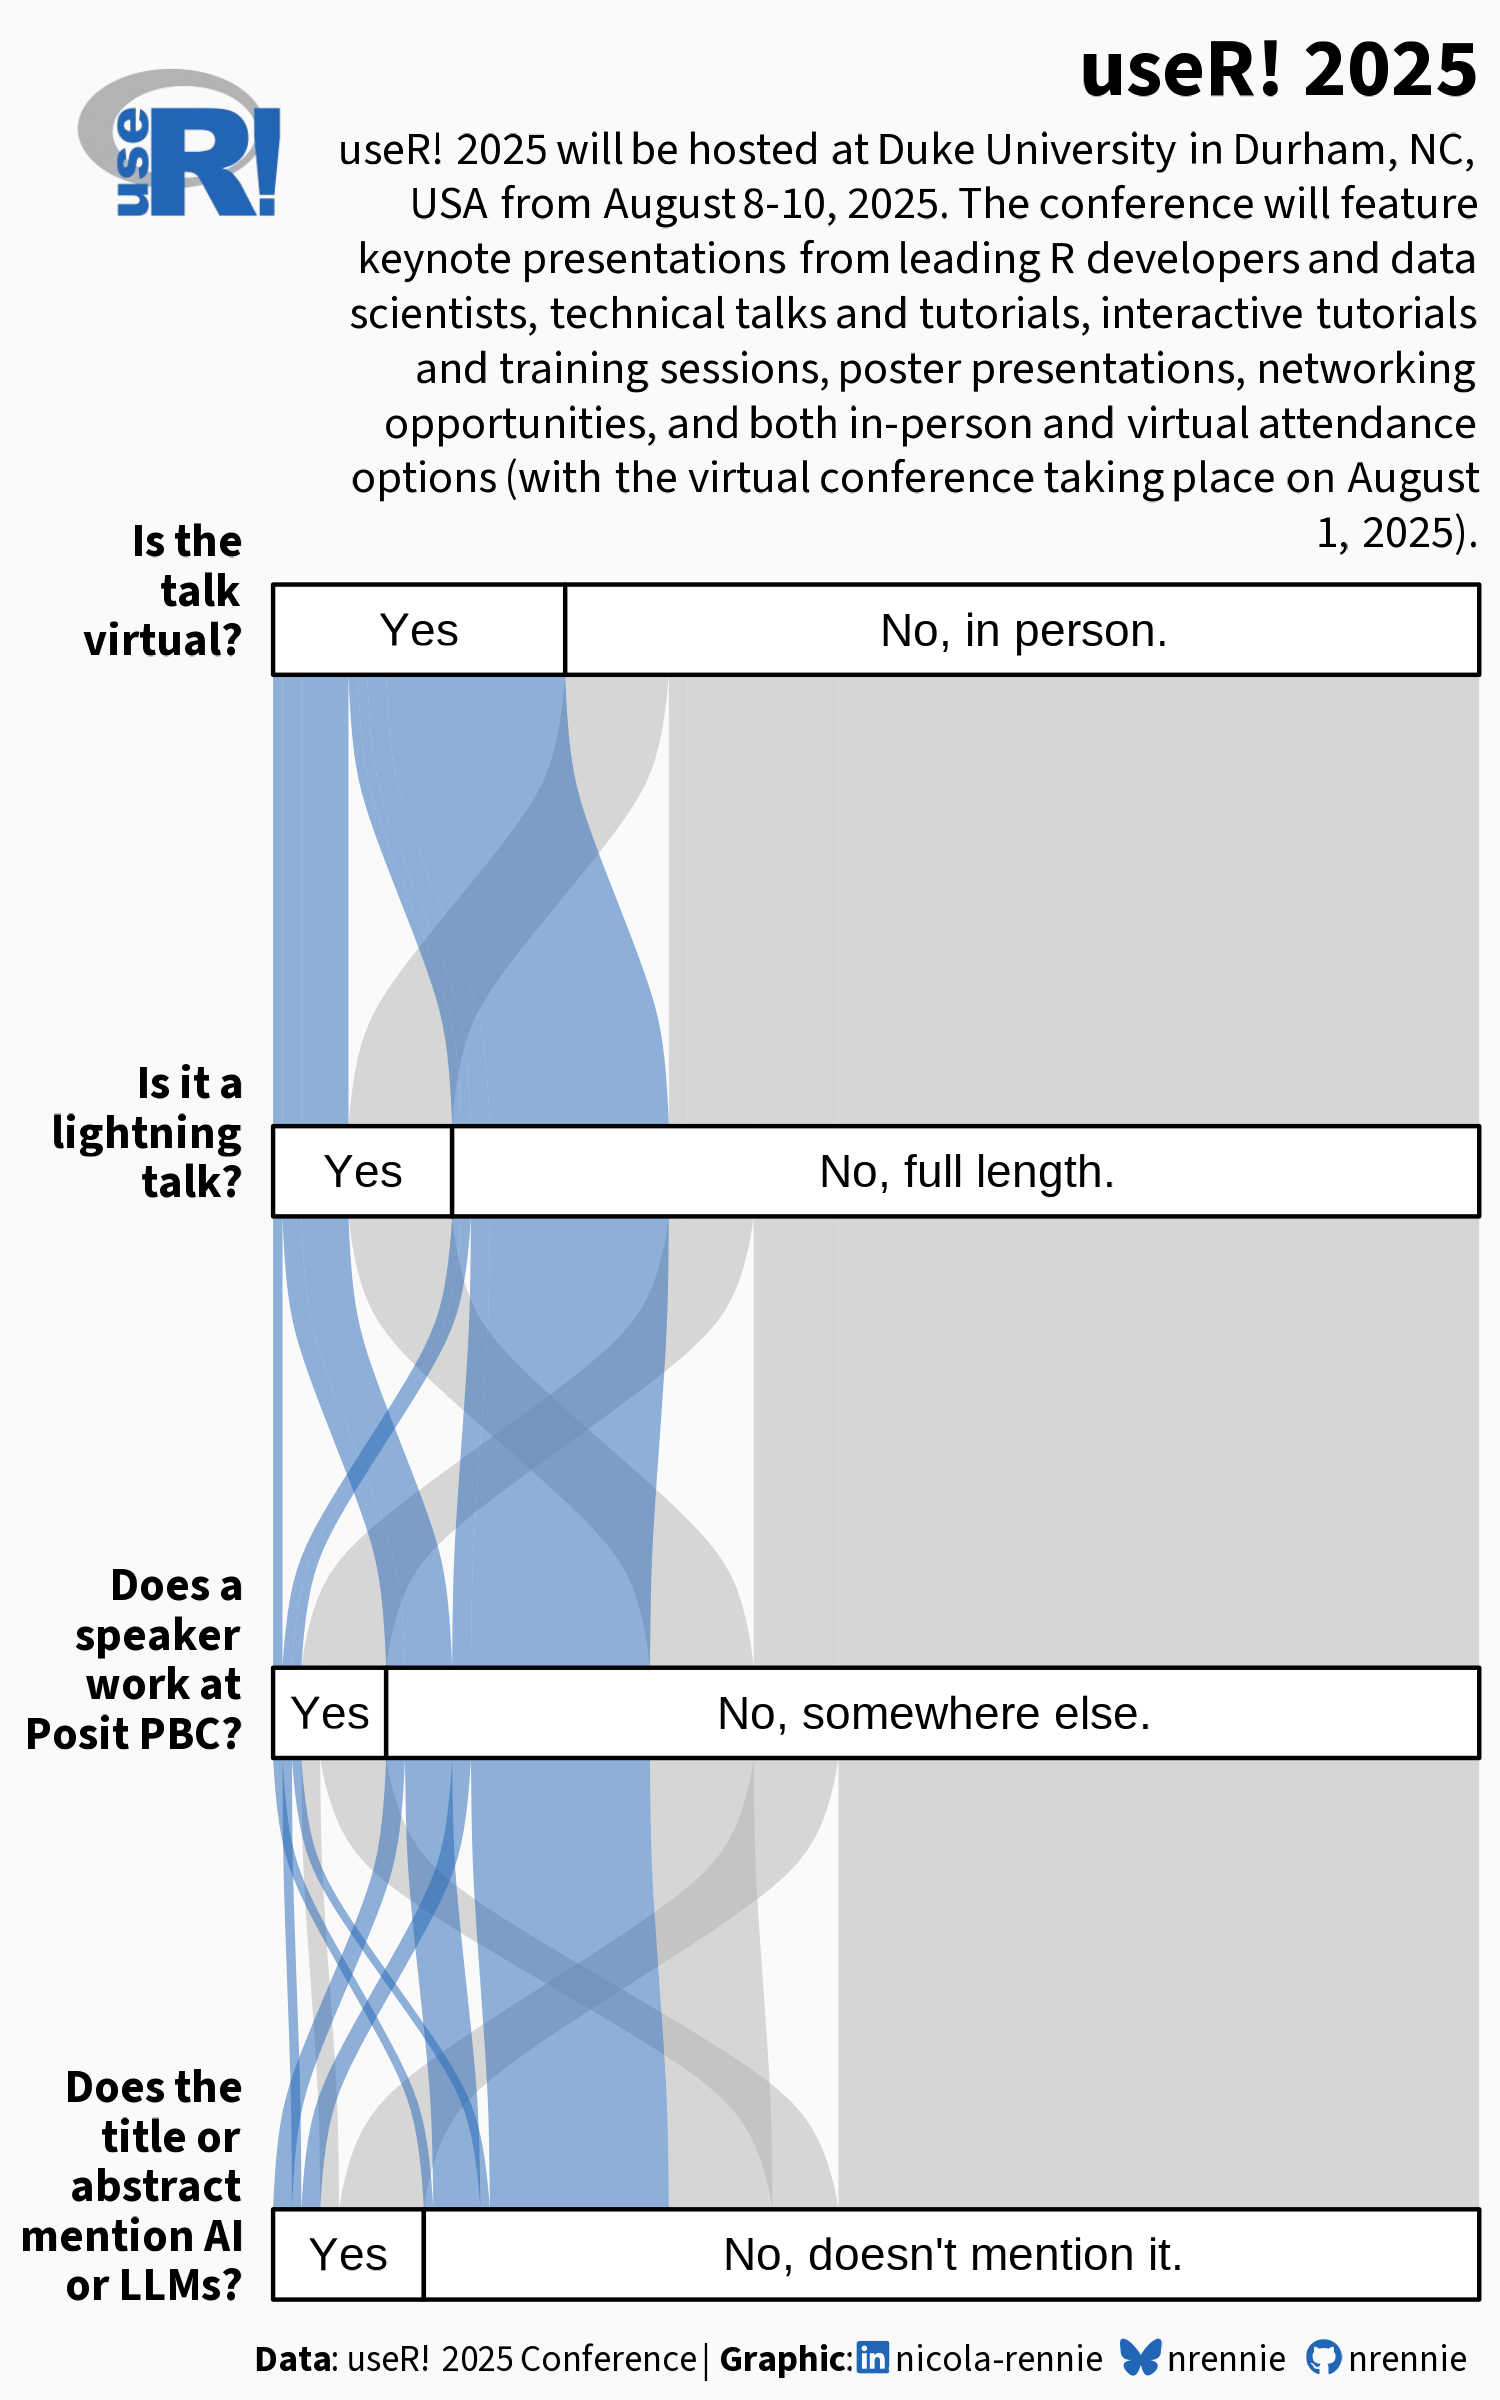 useR! 2025
use
R!
useR! 2025 will be hosted at Duke University in Durham, NC,
USA from August 8-10, 2025. The conference will feature
keynote presentations from leading R developers and data
scientists, technical talks and tutorials, interactive tutorials
and training sessions, poster presentations, networking
opportunities, and both in-person and virtual attendance
options (with the virtual conference taking place on August
1, 2025).
Is the
talk
virtual?
Yes
No, in person.
Is it a
lightning
talk?
Yes
No, full length.
Does a
speaker
work at
Posit PBC?
Yes
No, somewhere else.
Does the
title or
abstract
mention AI
or LLMs?
Yes
No, doesn't mention it.
Data: useR! 2025 Conference | Graphic: in nicola-rennie nrennie nrennie